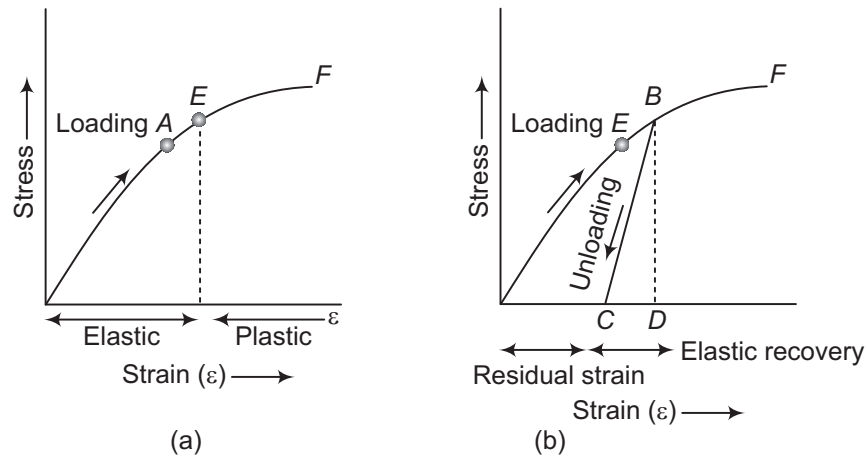 F
E
Loading A
Stress
ε
Elastic
Plastic
Strain (ε)
(a)
F
B
Loading E
Stress
Unloading
C
D
Elastic recovery
Residual strain
Strain (ε)
(b)